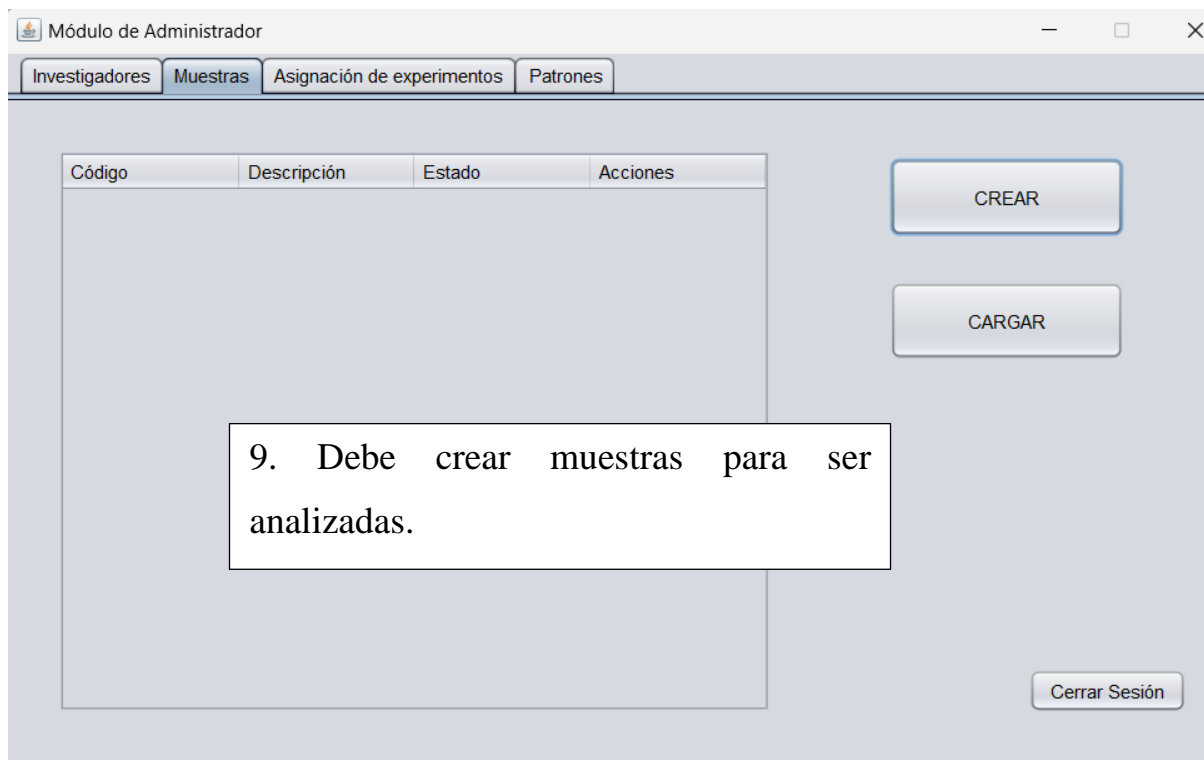 Módulo de Administrador
Investigadores Muestras Asignación de experimentos Patrones
Código Descripción Estado Acciones
CREAR
CARGAR
9. Debe crear muestras para ser
analizadas.
Cerrar Sesión